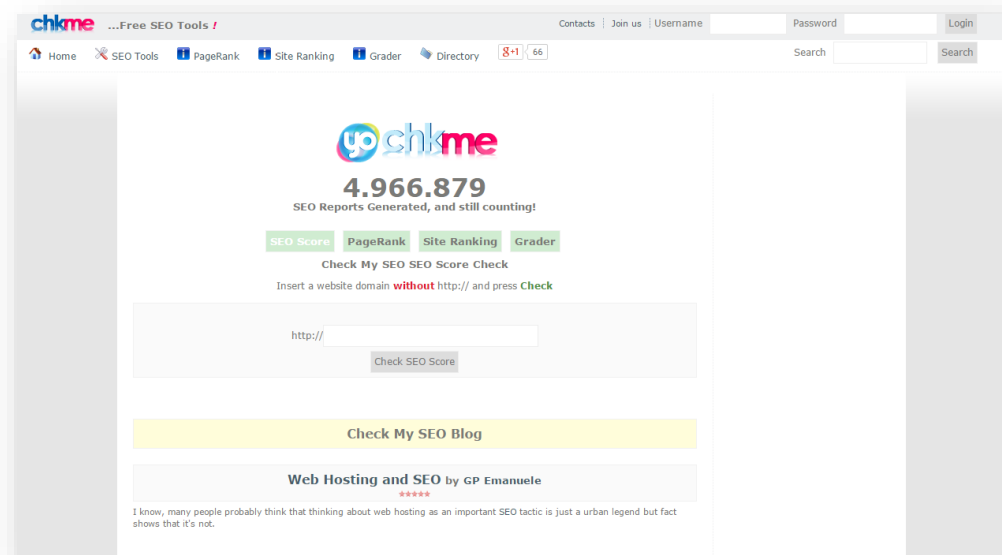 chkme ...Free SEO Tools !
Contacts Join us Username Password Login
Home SEO Tools PageRank Site Ranking Grader Directory g+1 66 Search Search
yo chkme
4.966.879
SEO Reports Generated, and still counting!
SEO Score PageRank Site Ranking Grader
Check My SEO SEO Score Check
Insert a website domain without http:// and press Check
http://
Check SEO Score
Check My SEO Blog
Web Hosting and SEO by GP Emanuele
*****
I know, many people probably think that thinking about web hosting as an important SEO tactic is just a urban legend but fact
shows that it's not.